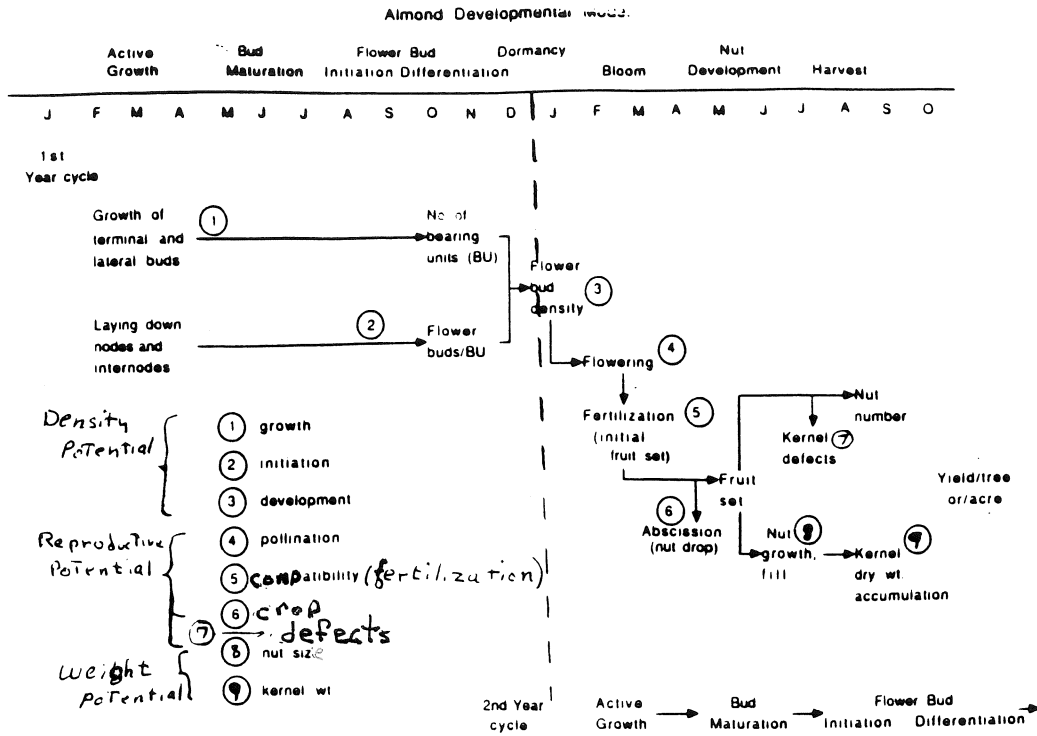 Almond Developmental
Active Growth
Bud Maturation
Flower Bud Initiation Differentiation
Dormancy
Bloom
Nut Development
Harvest
J F M A M J J A S O N D J F M A M J J A S O
1st
Year cycle
Growth of
terminal and
lateral buds
1
No of
bearing
units (BU)
Flower
bud
density
3
Laying down
nodes and
internodes
2
Flower
buds/BU
Flowering
4
Fertilization
(initial
fruit set)
5
Nut
number
Kernel 7
defects
Fruit
set
Yield/tree
or/acre
6
Abscission
(nut drop)
Nut 8
growth,
fill
Kernel 9
dry wt.
accumulation
Density
Potential
1 growth
2 initiation
3 development
Reproductive
Potential
4 pollination
5 compatibility (fertilization)
6 crop
7 defects
Weight
Potential
8 nut size
9 kernel wt
2nd Year
cycle
Active
Growth
Bud
Maturation
Flower Bud
Initiation Differentiation